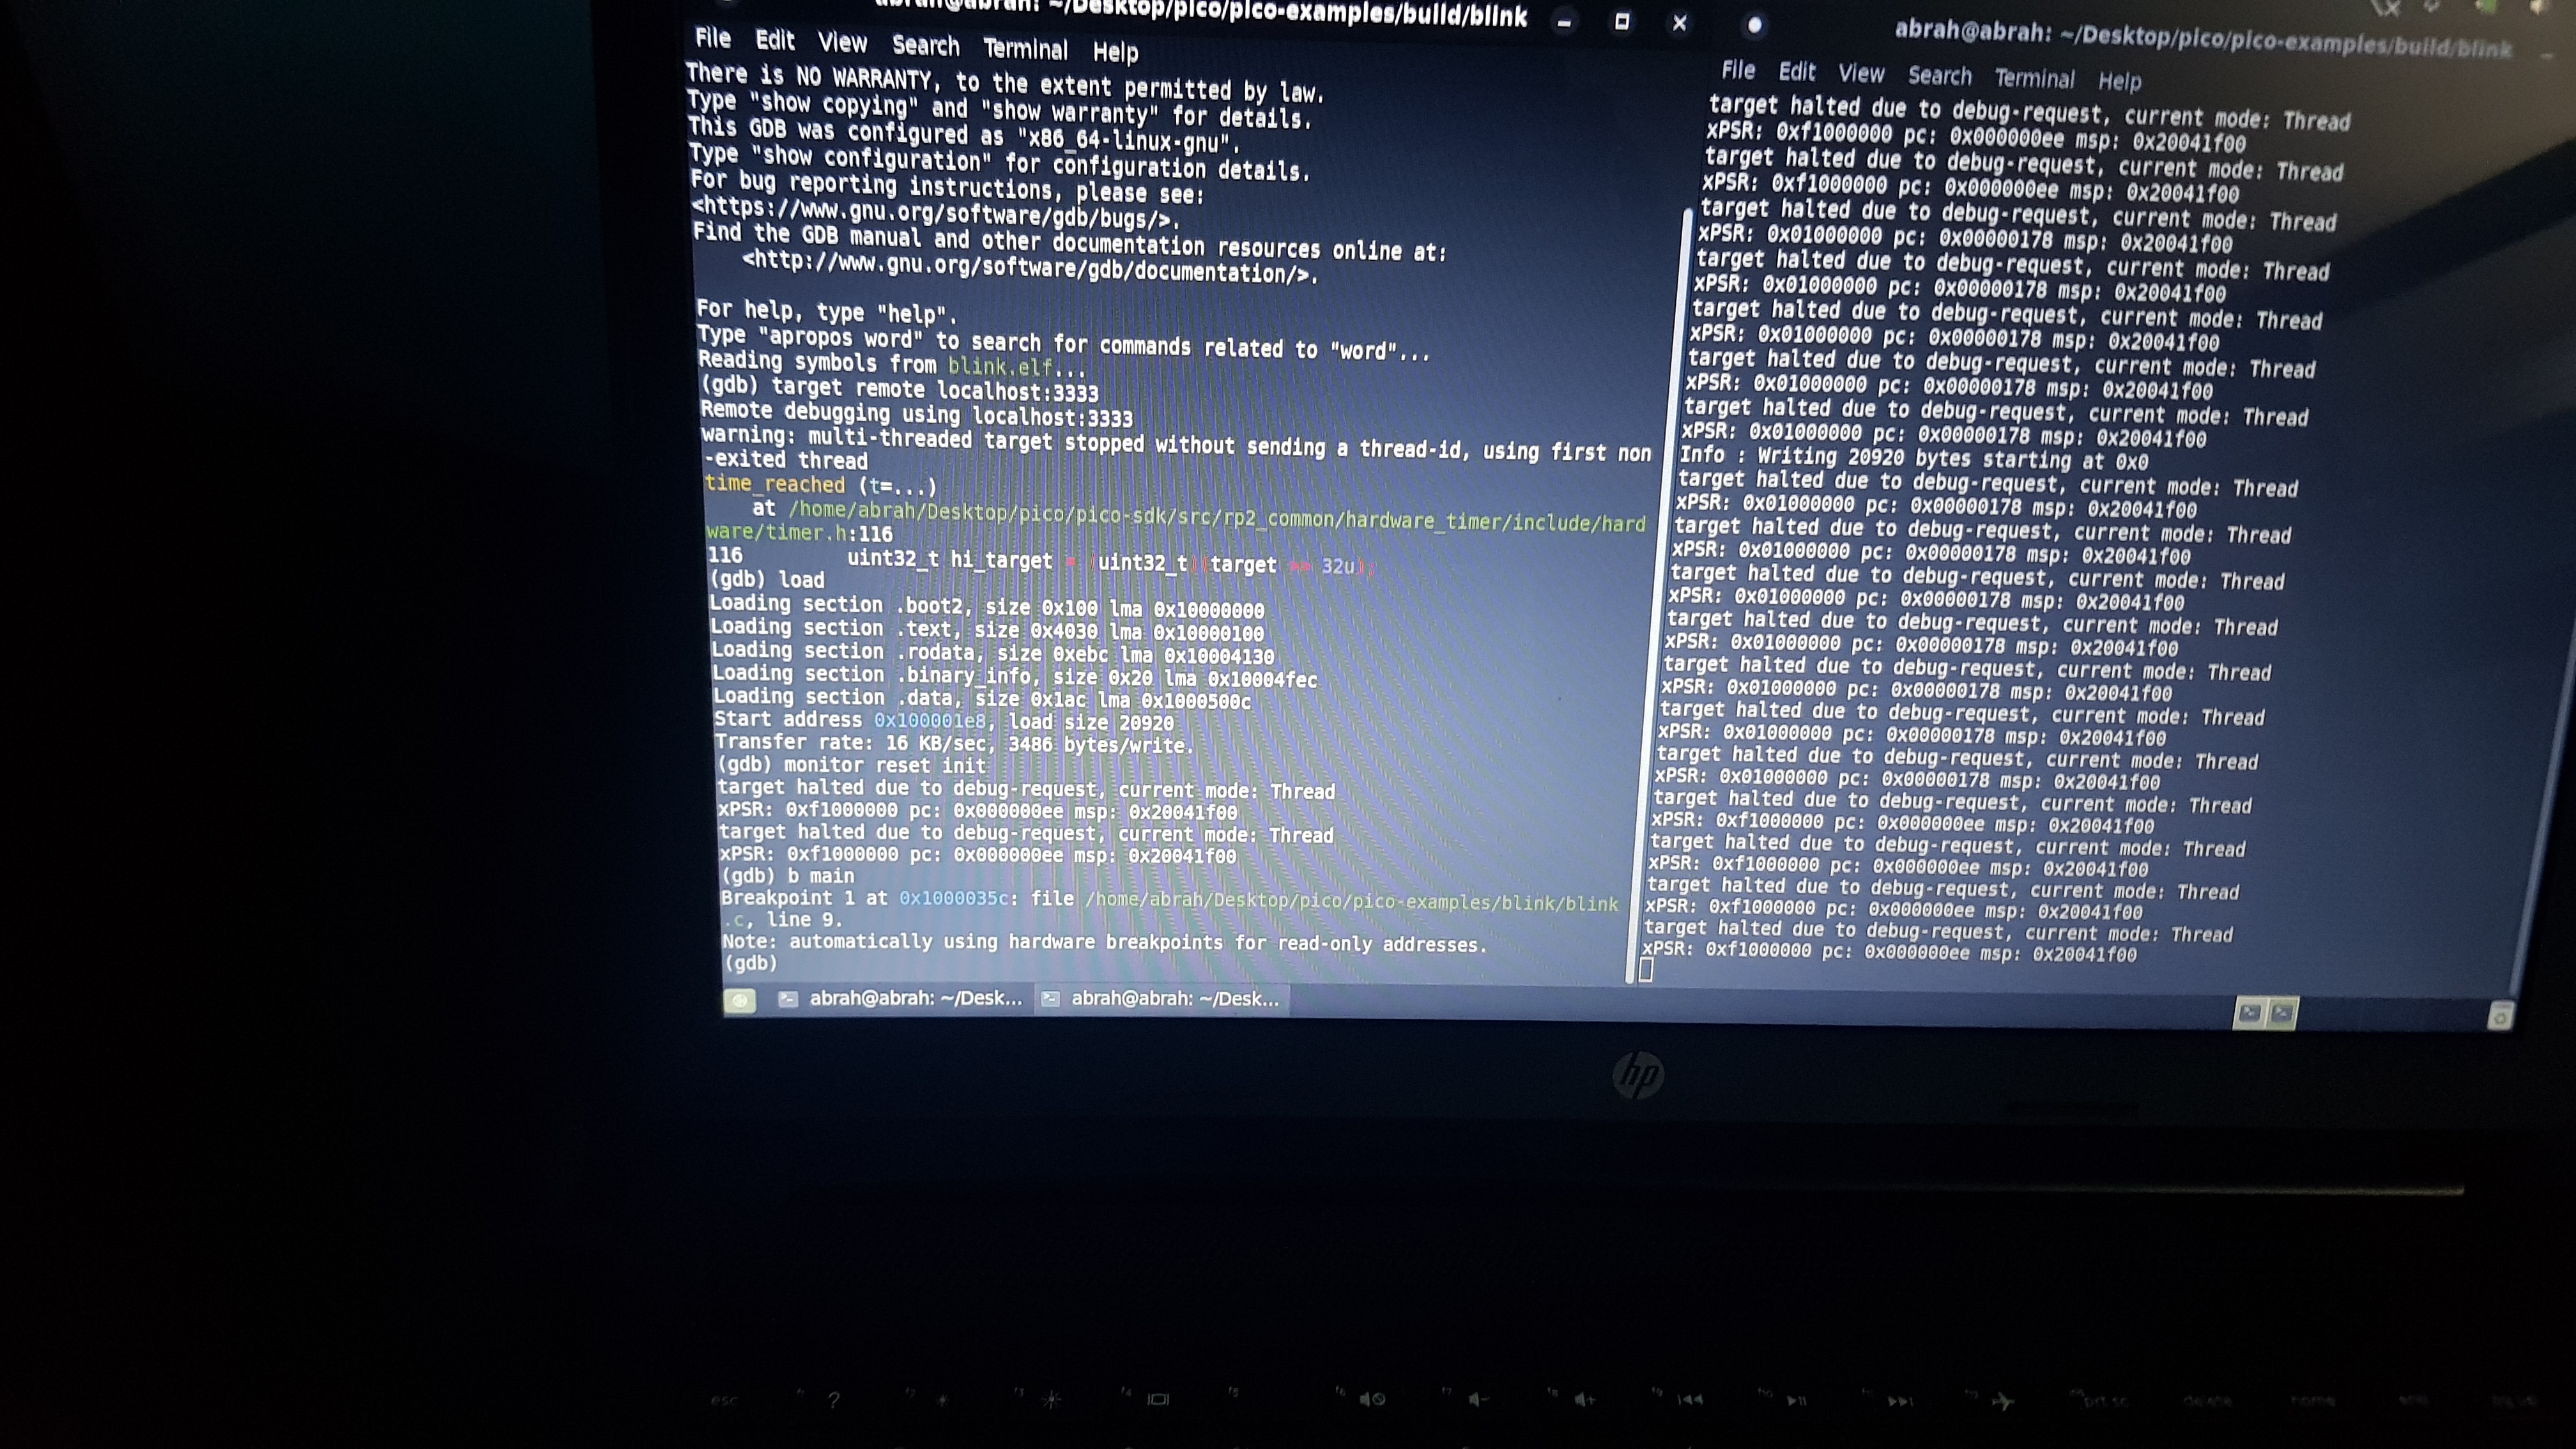 abrah@abrah: ~/Desktop/pico/pico-examples/build/blink
File Edit View Search Terminal Help
There is NO WARRANTY, to the extent permitted by law.
Type "show copying" and "show warranty" for details.
This GDB was configured as "x86_64-linux-gnu".
Type "show configuration" for configuration details.
For bug reporting instructions, please see:
<https://www.gnu.org/software/gdb/bugs/>.
Find the GDB manual and other documentation resources online at:
<http://www.gnu.org/software/gdb/documentation/>.
For help, type "help".
Type "apropos word" to search for commands related to "word"...
Reading symbols from blink.elf...
(gdb) target remote localhost:3333
Remote debugging using localhost:3333
warning: multi-threaded target stopped without sending a thread-id, using first non
-exited thread
time_reached (t=...)
at /home/abrah/Desktop/pico/pico-sdk/src/rp2_common/hardware_timer/include/hard
ware/timer.h:116
116 uint32_t hi_target = (uint32_t)(target >> 32u);
(gdb) load
Loading section .boot2, size 0x100 lma 0x10000000
Loading section .text, size 0x4030 lma 0x10000100
Loading section .rodata, size 0xebc lma 0x10004130
Loading section .binary_info, size 0x20 lma 0x10004fec
Loading section .data, size 0x1ac lma 0x1000500c
Start address 0x100001e8, load size 20920
Transfer rate: 16 KB/sec, 3486 bytes/write.
(gdb) monitor reset init
target halted due to debug-request, current mode: Thread
xPSR: 0xf1000000 pc: 0x000000ee msp: 0x20041f00
target halted due to debug-request, current mode: Thread
xPSR: 0xf1000000 pc: 0x000000ee msp: 0x20041f00
(gdb) b main
Breakpoint 1 at 0x1000035c: file /home/abrah/Desktop/pico/pico-examples/blink/blink
.c, line 9.
Note: automatically using hardware breakpoints for read-only addresses.
(gdb)
abrah@abrah: ~/Desktop/pico/pico-examples/build/blink
File Edit View Search Terminal Help
target halted due to debug-request, current mode: Thread
xPSR: 0xf1000000 pc: 0x000000ee msp: 0x20041f00
target halted due to debug-request, current mode: Thread
xPSR: 0xf1000000 pc: 0x000000ee msp: 0x20041f00
target halted due to debug-request, current mode: Thread
xPSR: 0x01000000 pc: 0x00000178 msp: 0x20041f00
target halted due to debug-request, current mode: Thread
xPSR: 0x01000000 pc: 0x00000178 msp: 0x20041f00
target halted due to debug-request, current mode: Thread
xPSR: 0x01000000 pc: 0x00000178 msp: 0x20041f00
target halted due to debug-request, current mode: Thread
xPSR: 0x01000000 pc: 0x00000178 msp: 0x20041f00
target halted due to debug-request, current mode: Thread
xPSR: 0x01000000 pc: 0x00000178 msp: 0x20041f00
Info : Writing 20920 bytes starting at 0x0
target halted due to debug-request, current mode: Thread
xPSR: 0x01000000 pc: 0x00000178 msp: 0x20041f00
target halted due to debug-request, current mode: Thread
xPSR: 0x01000000 pc: 0x00000178 msp: 0x20041f00
target halted due to debug-request, current mode: Thread
xPSR: 0x01000000 pc: 0x00000178 msp: 0x20041f00
target halted due to debug-request, current mode: Thread
xPSR: 0x01000000 pc: 0x00000178 msp: 0x20041f00
target halted due to debug-request, current mode: Thread
xPSR: 0x01000000 pc: 0x00000178 msp: 0x20041f00
target halted due to debug-request, current mode: Thread
xPSR: 0x01000000 pc: 0x00000178 msp: 0x20041f00
target halted due to debug-request, current mode: Thread
xPSR: 0x01000000 pc: 0x00000178 msp: 0x20041f00
target halted due to debug-request, current mode: Thread
xPSR: 0xf1000000 pc: 0x000000ee msp: 0x20041f00
target halted due to debug-request, current mode: Thread
xPSR: 0xf1000000 pc: 0x000000ee msp: 0x20041f00
target halted due to debug-request, current mode: Thread
xPSR: 0xf1000000 pc: 0x000000ee msp: 0x20041f00
target halted due to debug-request, current mode: Thread
xPSR: 0xf1000000 pc: 0x000000ee msp: 0x20041f00
abrah@abrah: ~/Desk... abrah@abrah: ~/Desk...
hp
esc ? prt sc delete home